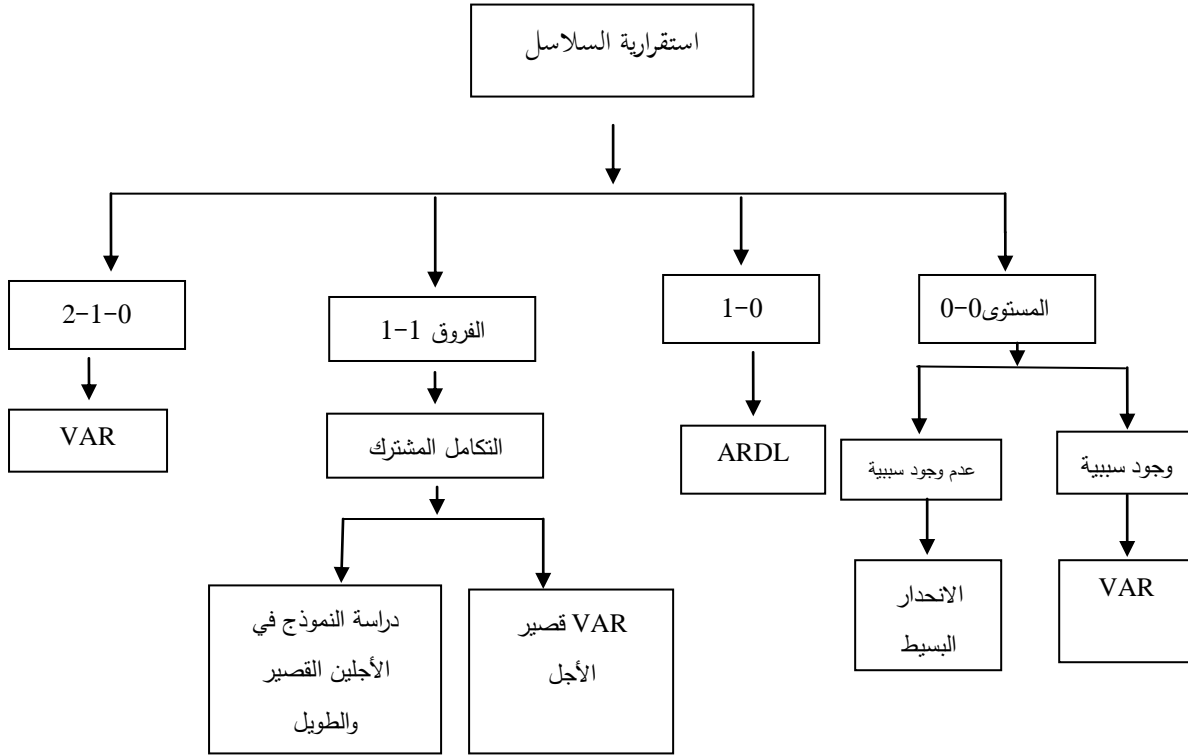 استقرارية السلاسل
المستوى0-0
1-0
الفروق 1-1
2-1-0
وجود سببية
عدم وجود سببية
ARDL
التكامل المشترك
VAR
VAR
الانحدار
البسيط
VAR قصير
الأجل
دراسة النموذج في
الأجلين القصير
والطويل